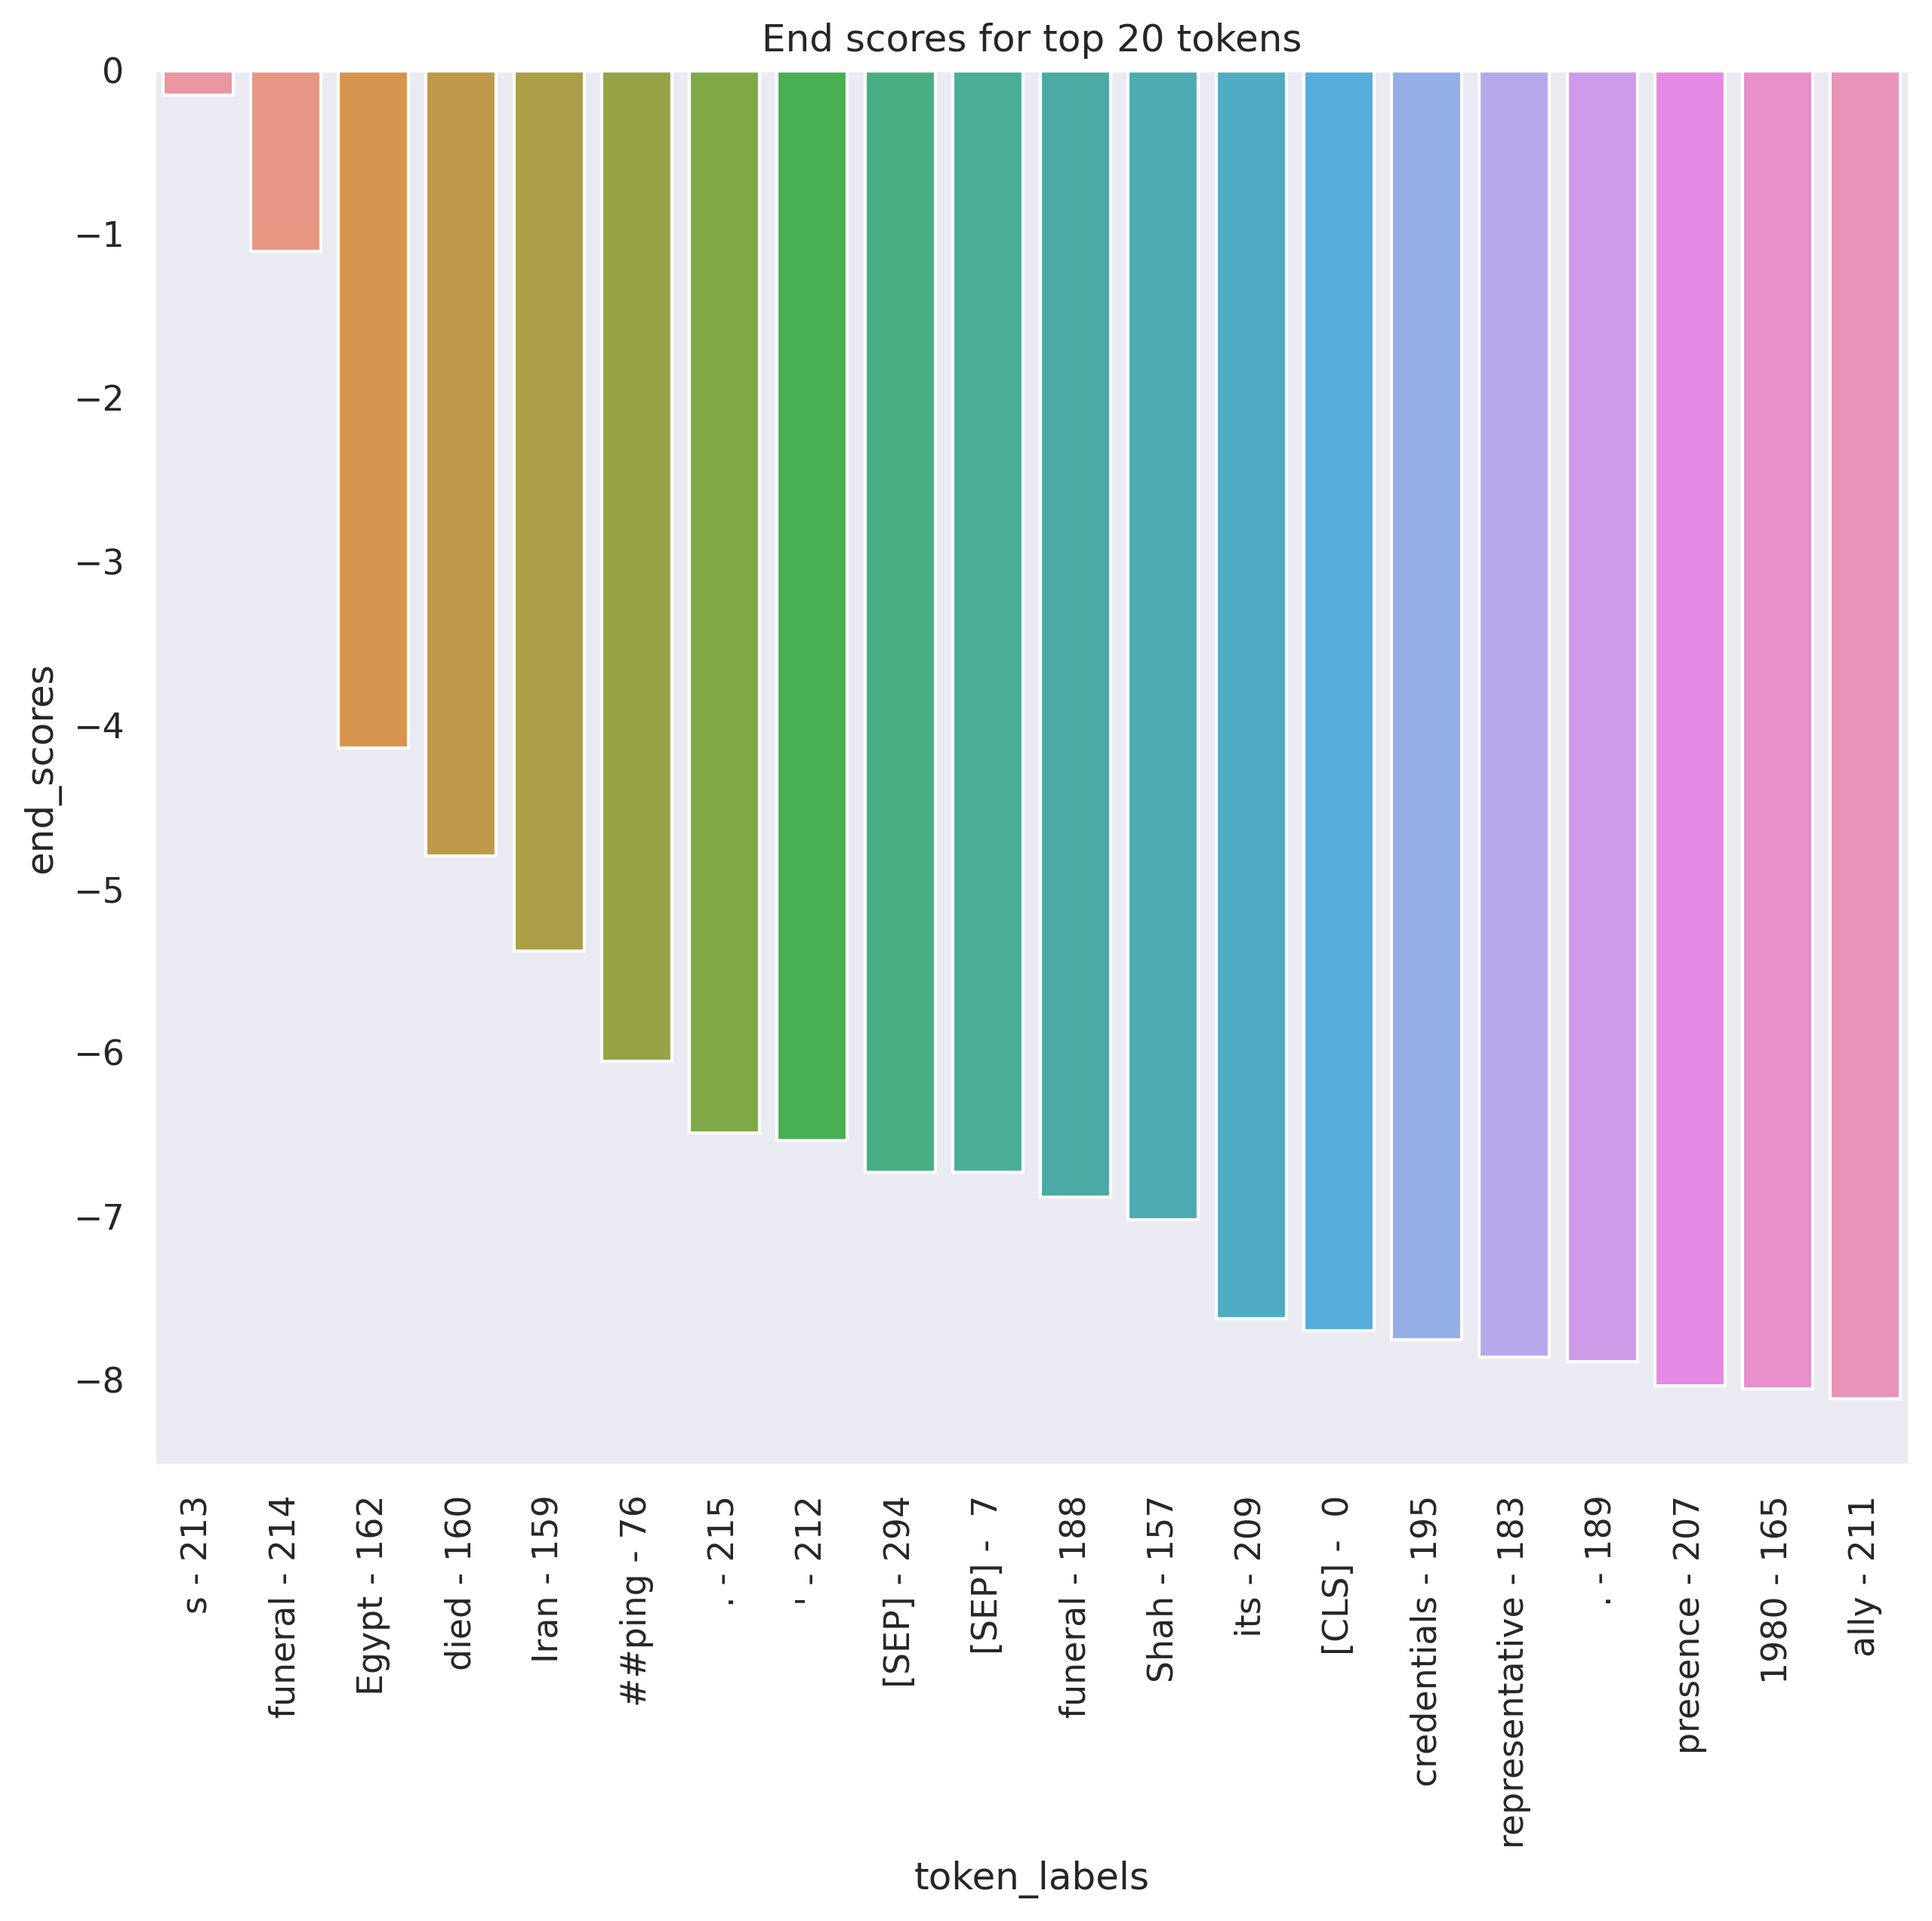 End scores for top 20 tokens
0
−1
−2
−3
−4
−5
−6
−7
−8
end_scores
s - 213
funeral - 214
Egypt - 162
died - 160
Iran - 159
##ping - 76
. - 215
' - 212
[SEP] - 294
[SEP] - 7
funeral - 188
Shah - 157
its - 209
[CLS] - 0
credentials - 195
representative - 183
. - 189
presence - 207
1980 - 165
ally - 211
token_labels